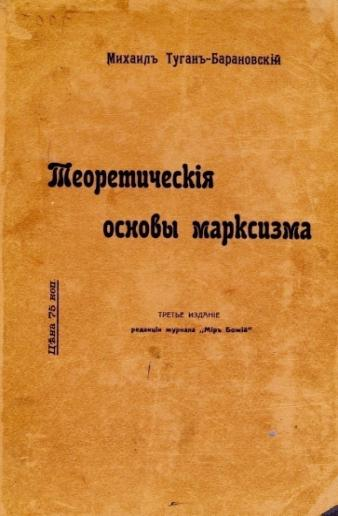 Михаилъ Туганъ-Барановскій
Теоретическія
основы марксизма
ТРЕТЬЕ ИЗДАНІЕ
редакціи журнала „Міръ Божій“
Цѣна 75 коп